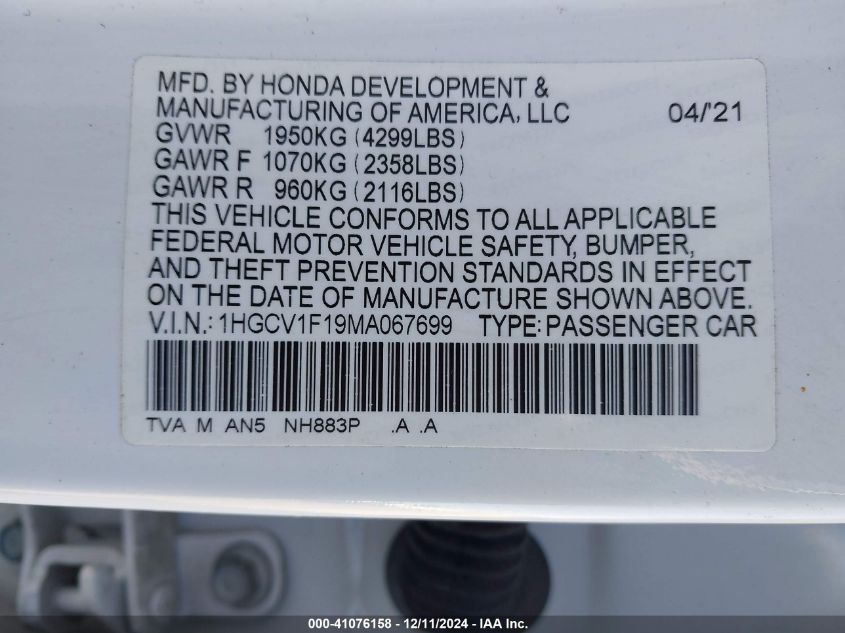 MFD. BY HONDA DEVELOPMENT &
MANUFACTURING OF AMERICA, LLC 04/'21
GVWR 1950KG (4299LBS)
GAWR F 1070KG (2358LBS)
GAWR R 960KG (2116LBS)
THIS VEHICLE CONFORMS TO ALL APPLICABLE
FEDERAL MOTOR VEHICLE SAFETY, BUMPER,
AND THEFT PREVENTION STANDARDS IN EFFECT
ON THE DATE OF MANUFACTURE SHOWN ABOVE.
V.I.N.: 1HGCV1F19MA067699 TYPE: PASSENGER CAR
TVA M AN5 NH883P .A .A
000-41076158 - 12/11/2024 - IAA Inc.